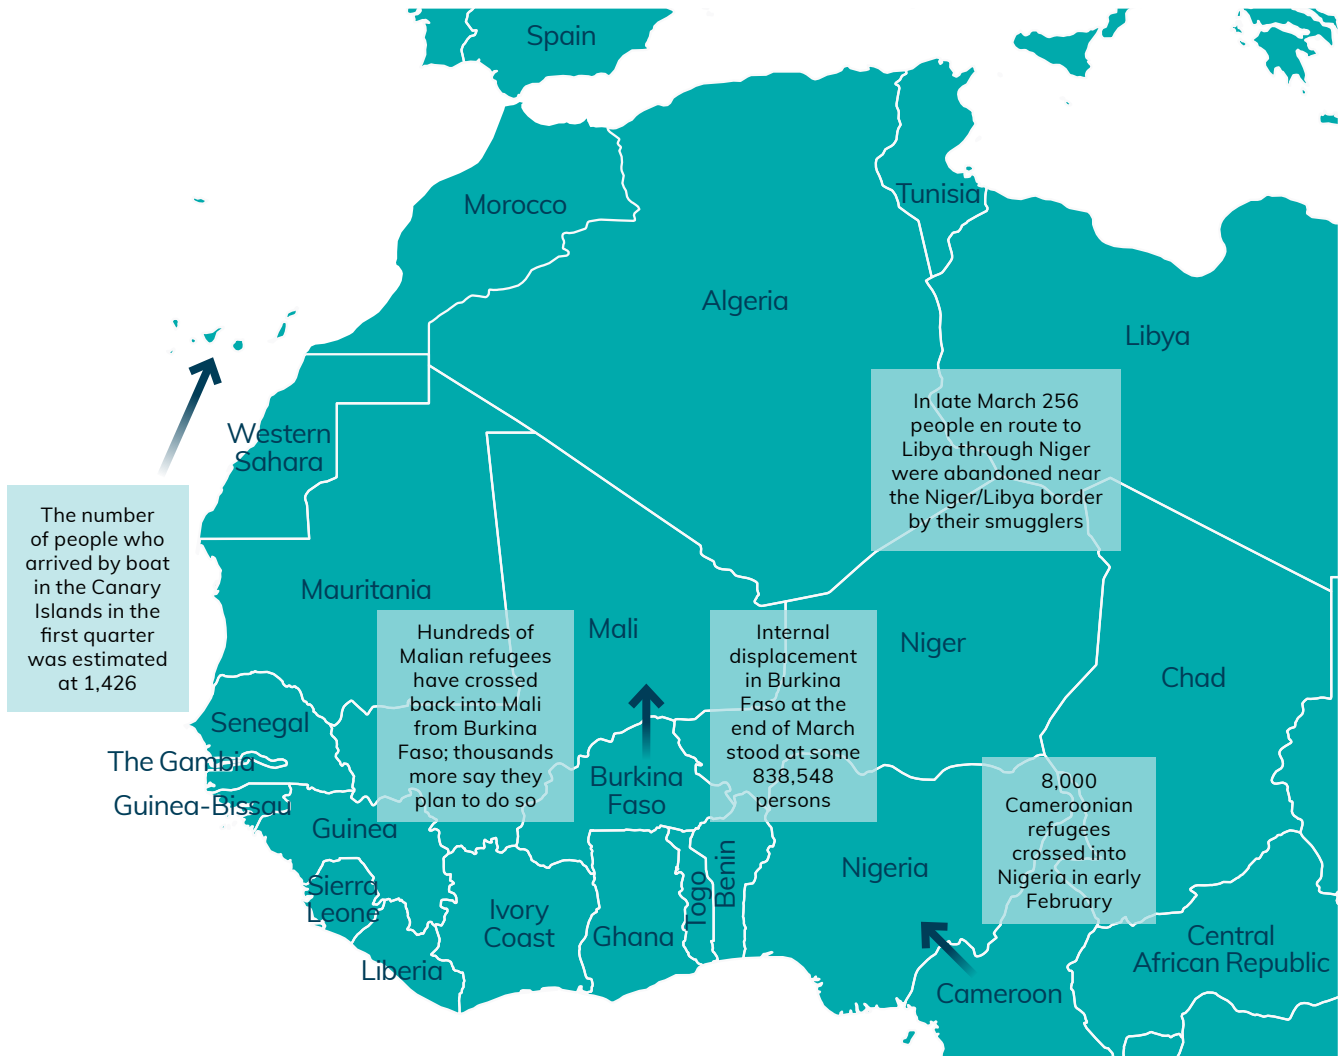 Spain
Morocco
Tunisia
Algeria
Libya
In late March 256
people en route to
Libya through Niger
were abandoned near
the Niger/Libya border
by their smugglers
Western
Sahara
The number
of people who
arrived by boat
in the Canary
Islands in the
first quarter
was estimated
at 1,426
Mauritania
Hundreds of
Malian refugees
have crossed
back into Mali
from Burkina
Faso; thousands
more say they
plan to do so
Mali
Internal
displacement
in Burkina
Faso at the
end of March
stood at some
838,548
persons
Niger
Chad
Senegal
The Gambia
Guinea-Bissau
Guinea
Burkina
Faso
8,000
Cameroonian
refugees
crossed into
Nigeria in early
February
Sierra
Leone
Liberia
Ivory
Coast
Ghana
Togo
Benin
Nigeria
Cameroon
Central
African Republic